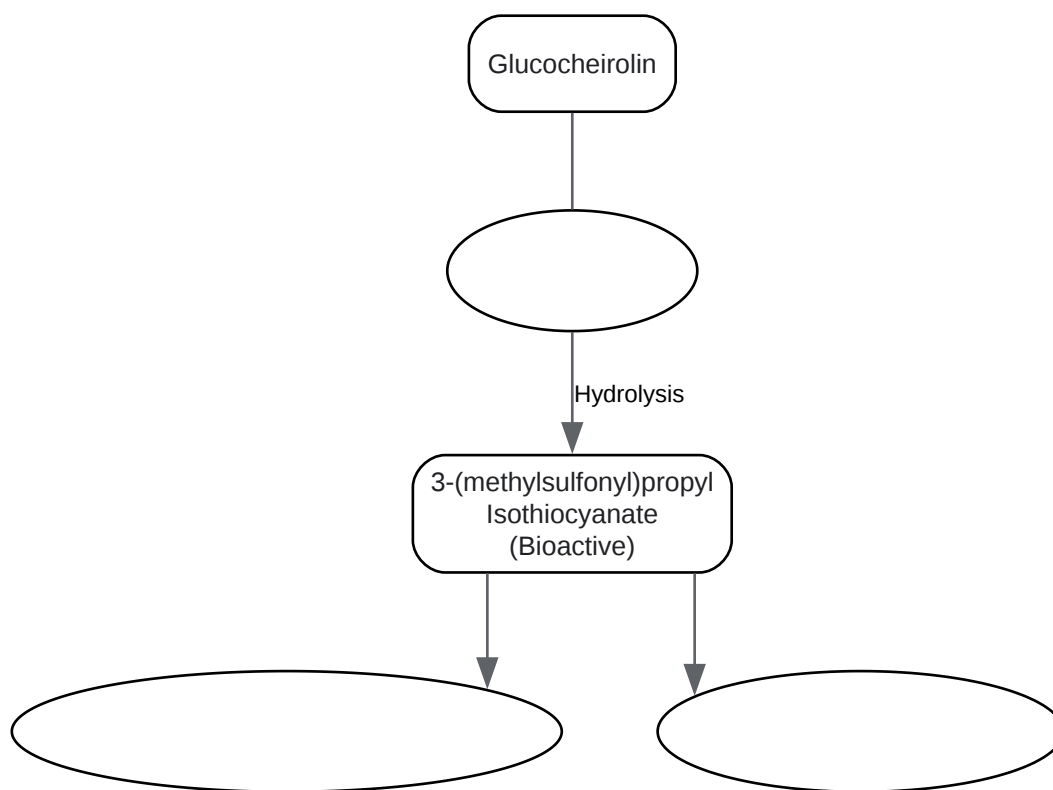 Glucocheirolin
Hydrolysis
3-(methylsulfonyl)propyl
Isothiocyanate
(Bioactive)